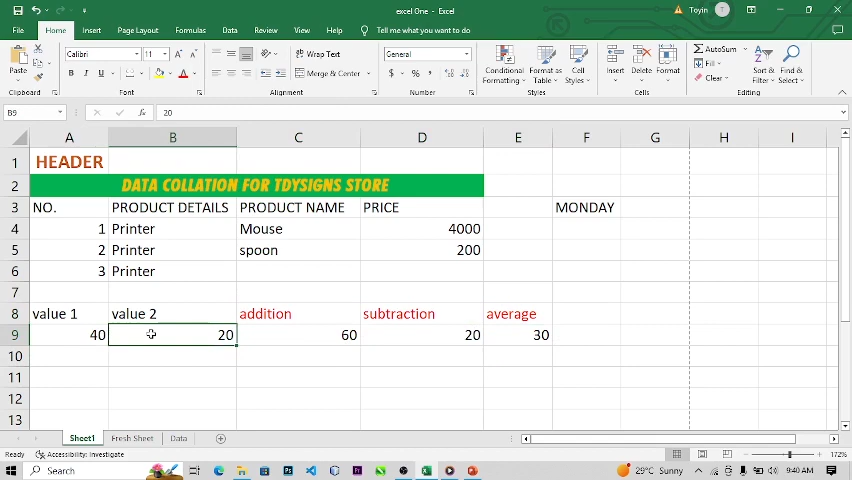 excel One - Excel
Toyin T
File Home Insert Page Layout Formulas Data Review View Help Tell me what you want to do
Paste
Calibri 11
B I U
Wrap Text
Merge & Center
General
$ % ,
Conditional Formatting
Format as Table
Cell Styles
Insert Delete Format
AutoSum
Fill
Clear
Sort & Filter
Find & Select
Clipboard Font Alignment Number Styles Cells Editing
B9 fx 20
A B C D E F G H I
1 HEADER
2 DATA COLLATION FOR TDYSIGNS STORE
3 NO. PRODUCT DETAILS PRODUCT NAME PRICE MONDAY
4 1 Printer Mouse 4000
5 2 Printer spoon 200
6 3 Printer
7
8 value 1 value 2 addition subtraction average
9 40 20 60 20 30
10
11
12
13
Sheet1 Fresh Sheet Data
Ready Accessibility: Investigate 172%
Search 29°C Sunny 9:40 AM